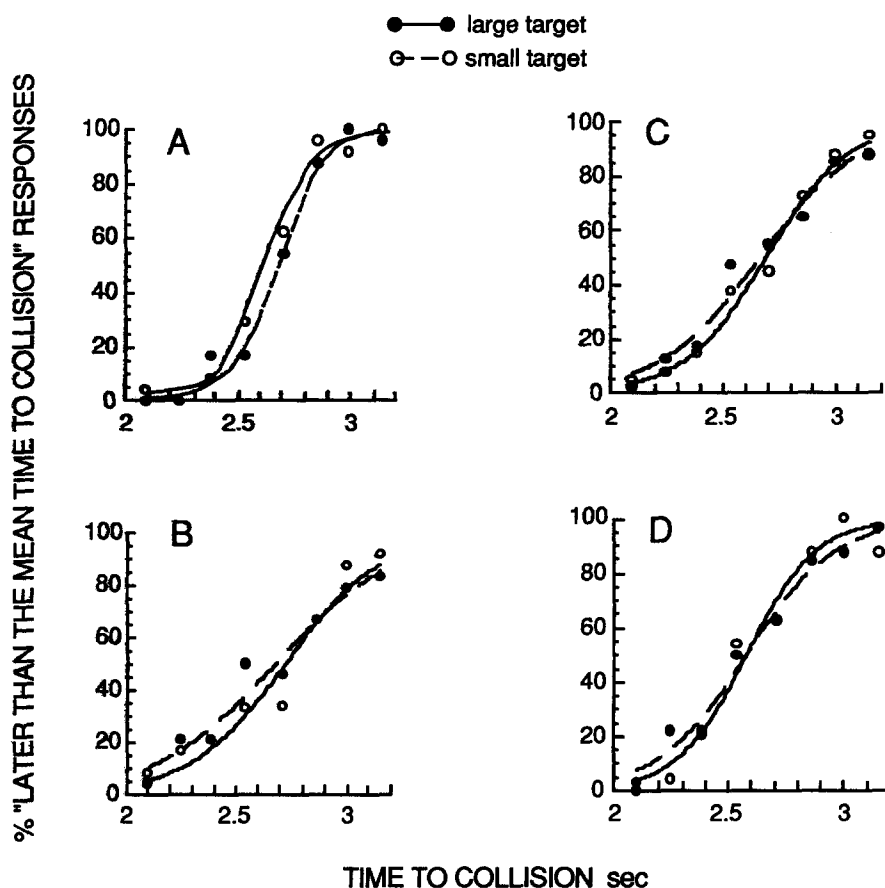 large target
small target
% "LATER THAN THE MEAN TIME TO COLLISION" RESPONSES
A
100
80
60
40
20
0
2 2.5 3
C
100
80
60
40
20
0
2 2.5 3
B
100
80
60
40
20
0
2 2.5 3
D
100
80
60
40
20
0
2 2.5 3
TIME TO COLLISION sec